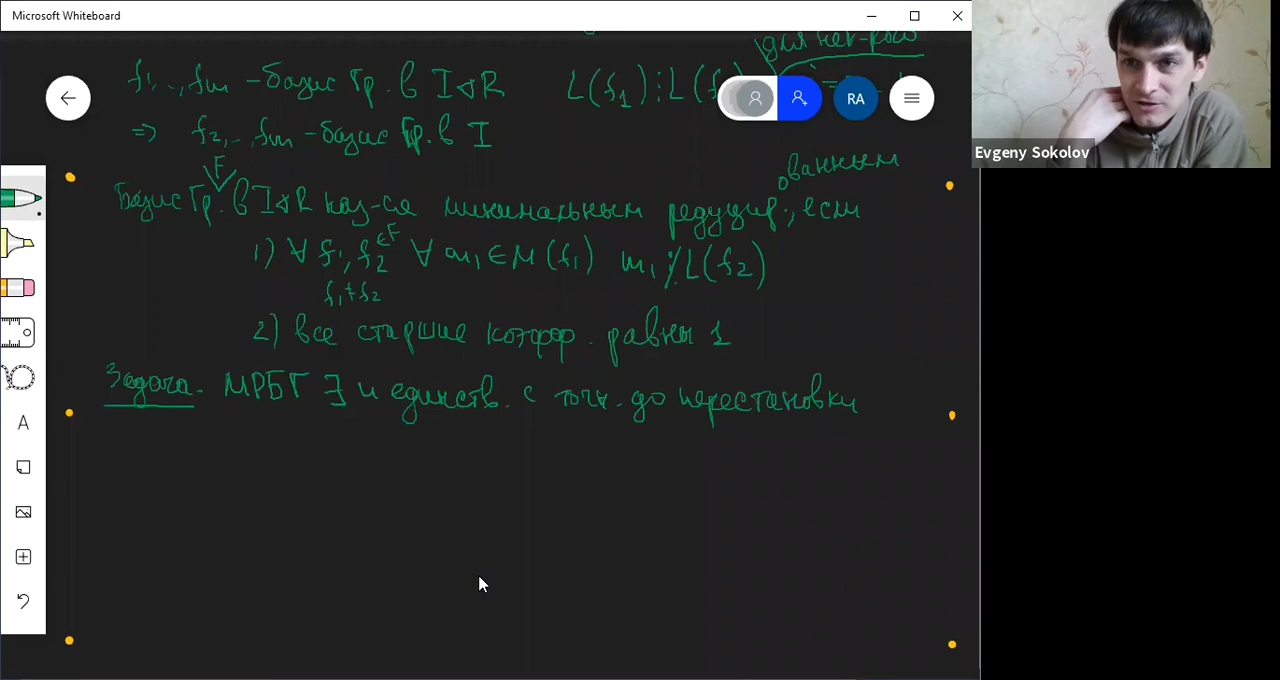 Microsoft Whiteboard
для нек-рого
f₁,..,fₘ – базис Гр. в I ⊲ R L(f₁) ⋮ L(f
RA
Evgeny Sokolov
=> f₂,..,fₘ – базис Гр. в I
Базис Гр. F в I ⊲ R наз-ся минимальным редуцир
ованным
, если
1) ∀ f₁, f₂ ∈ F ∀ m₁ ∈ M(f₁) m₁ ⋮̸ L(f₂)
f₁ ≠ f₂
2) все старшие коэфф. равны 1
Задача. МРБГ ∃ и единств. с точн. до перестановки
A